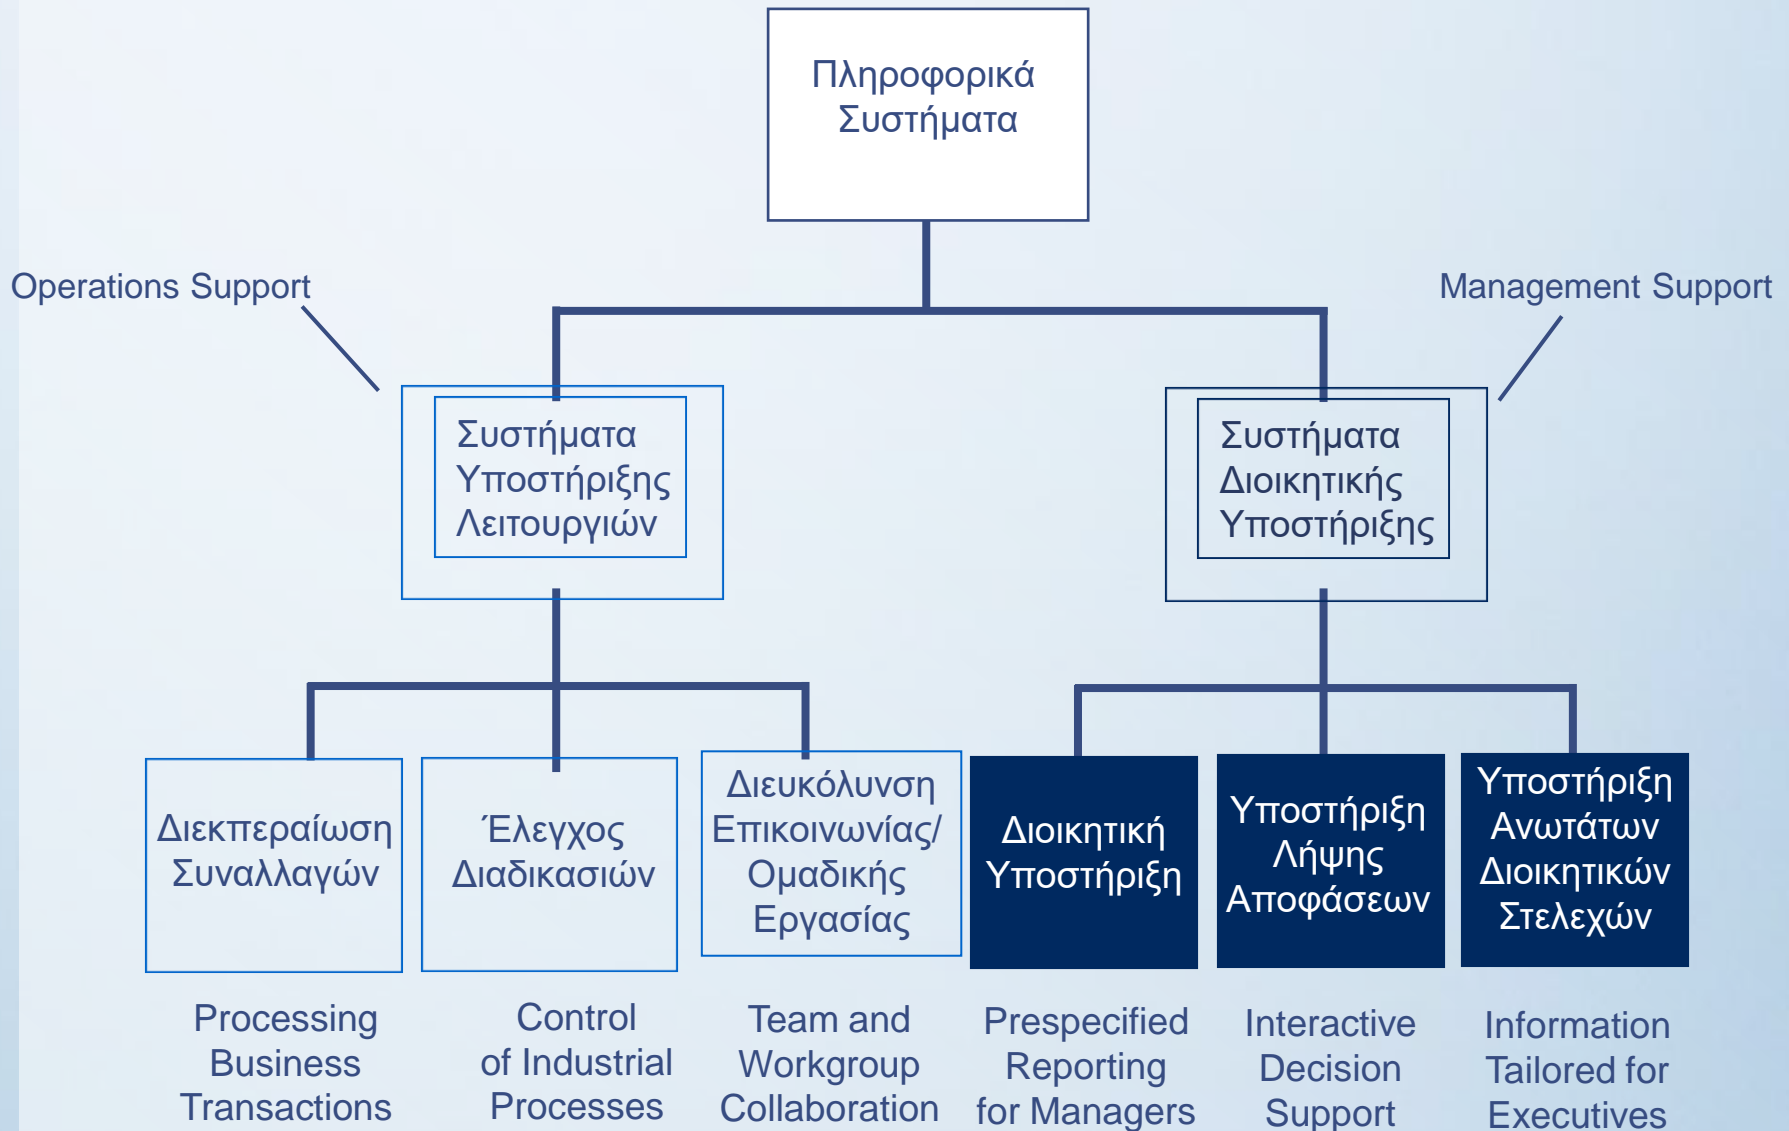 Πληροφορικά
Συστήματα
Operations Support
Management Support
Συστήματα
Υποστήριξης
Λειτουργιών
Συστήματα
Διοικητικής
Υποστήριξης
Διεκπεραίωση
Συναλλαγών
Έλεγχος
Διαδικασιών
Διευκόλυνση
Επικοινωνίας/
Ομαδικής
Εργασίας
Διοικητική
Υποστήριξη
Υποστήριξη
Λήψης
Αποφάσεων
Υποστήριξη
Ανωτάτων
Διοικητικών
Στελεχών
Processing
Business
Transactions
Control
of Industrial
Processes
Team and
Workgroup
Collaboration
Prespecified
Reporting
for Managers
Interactive
Decision
Support
Information
Tailored for
Executives